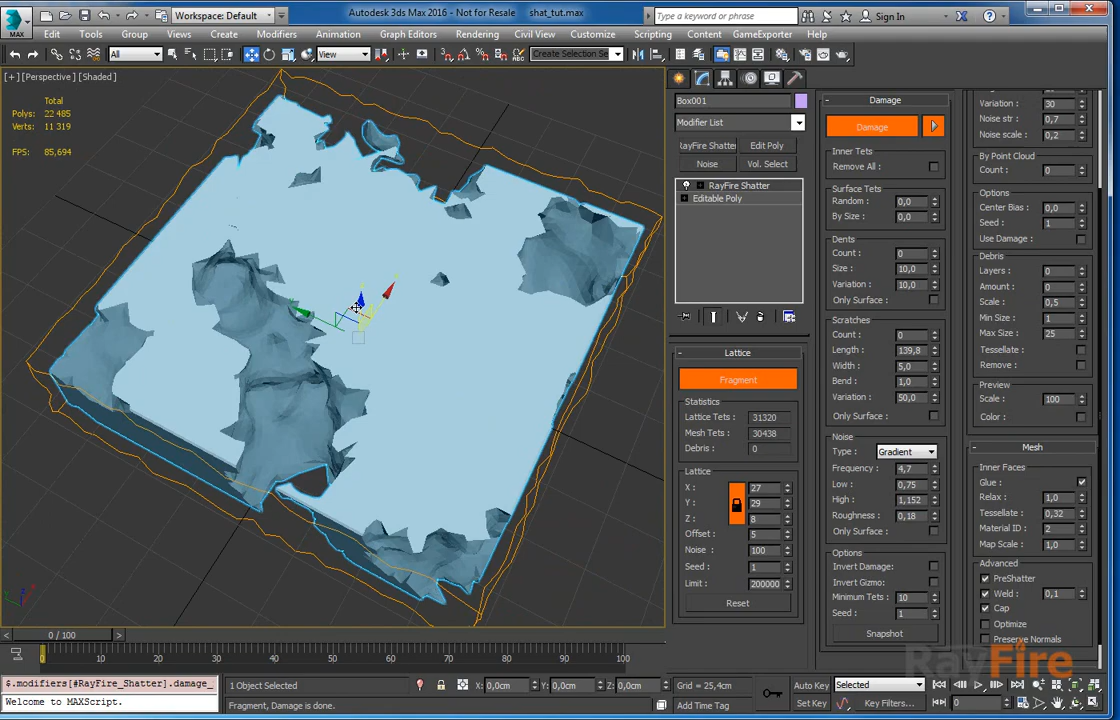 MAX
Workspace: Default
Autodesk 3ds Max 2016 - Not for Resale shat_tut.max
Type a keyword or phrase
Sign In
Edit Tools Group Views Create Modifiers Animation Graph Editors Rendering Civil View Customize Scripting Content GameExporter Help
All
View
Create Selection Se
[+] [Perspective] [Shaded]
Total
Polys: 22 485
Verts: 11 319
FPS: 85,694
Box001
Modifier List
RayFire Shatter Edit Poly
Noise Vol. Select
RayFire Shatter
Editable Poly
Lattice
Fragment
Statistics
Lattice Tets: 31320
Mesh Tets: 30438
Debris: 0
Lattice
X: 27
Y: 29
Z: 8
Offset: 5
Noise: 100
Seed: 1
Limit: 200000
Reset
Damage
Damage
Inner Tets
Remove All :
Surface Tets
Random : 0,0
By Size : 0,0
Dents
Count : 0
Size : 10,0
Variation : 10,0
Only Surface :
Scratches
Count : 0
Length : 139,8
Width : 5,0
Bend : 1,0
Variation : 50,0
Only Surface :
Noise
Type : Gradient
Frequency : 4,7
Low : 0,75
High : 1,152
Roughness : 0,18
Only Surface :
Options
Invert Damage:
Invert Gizmo:
Minimum Tets : 10
Seed : 1
Snapshot
Variation : 30
Noise str : 0,7
Noise scale : 0,2
By Point Cloud
Count : 0
Options
Center Bias : 0,0
Seed : 1
Use Damage :
Debris
Layers : 0
Amount : 0
Scale : 0,5
Min Size : 1
Max Size : 25
Tessellate :
Remove :
Preview
Scale : 100
Color :
Mesh
Inner Faces
Glue :
Relax : 1,0
Tessellate : 0,32
Material ID : 2
Map Scale : 1,0
Advanced
PreShatter
Weld : 0,1
Cap
Optimize
Preserve Normals
RayFire
0 / 100
0 10 20 30 40 50 60 70 80 90 100
$.modifiers[#RayFire_Shatter].damage_
Welcome to MAXScript.
1 Object Selected
X: 0,0cm Y: 0,0cm Z: 0,0cm
Grid = 25,4cm
Fragment, Damage is done.
Add Time Tag
Auto Key Selected
Set Key Key Filters...
0